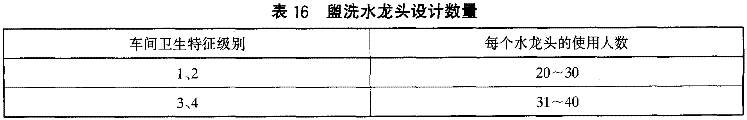 表 16 盥洗水龙头设计数量
车间卫生特征级别 每个水龙头的使用人数
1、2 20～30
3、4 31～40